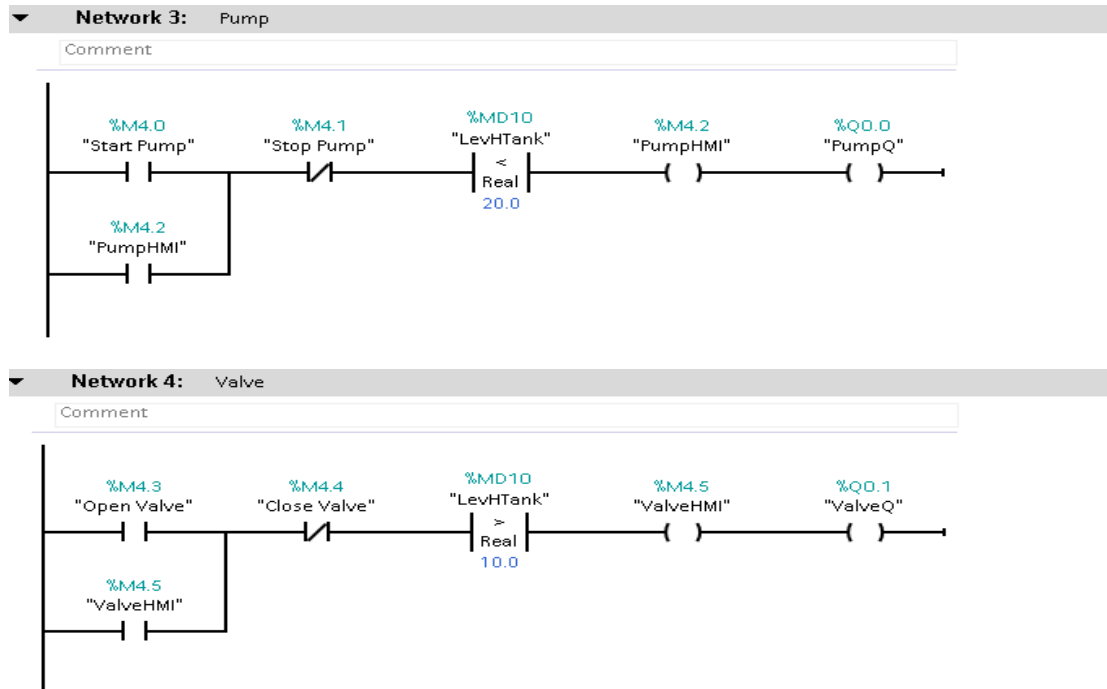 Network 3: Pump
Comment
%M4.0 %M4.1 %MD10 %M4.2 %Q0.0
"Start Pump" "Stop Pump" "LevHTank" "PumpHMI" "PumpQ"
<
Real
20.0
%M4.2
"PumpHMI"
Network 4: Valve
Comment
%M4.3 %M4.4 %MD10 %M4.5 %Q0.1
"Open Valve" "Close Valve" "LevHTank" "ValveHMI" "ValveQ"
>
Real
10.0
%M4.5
"ValveHMI"